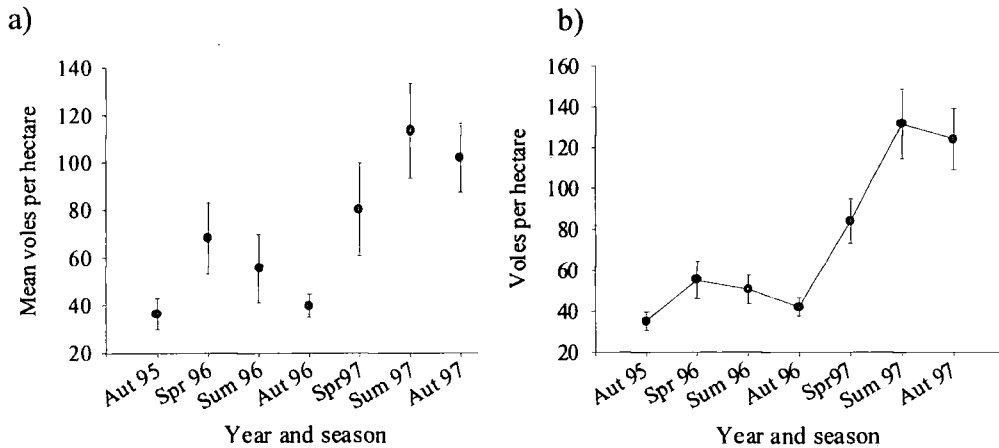 a)
Mean voles per hectare
140
120
100
80
60
40
20
Aut 95
Spr 96
Sum 96
Aut 96
Spr97
Sum 97
Aut 97
Year and season
b)
Voles per hectare
160
140
120
100
80
60
40
20
Aut 95
Spr 96
Sum 96
Aut 96
Spr97
Sum 97
Aut 97
Year and season